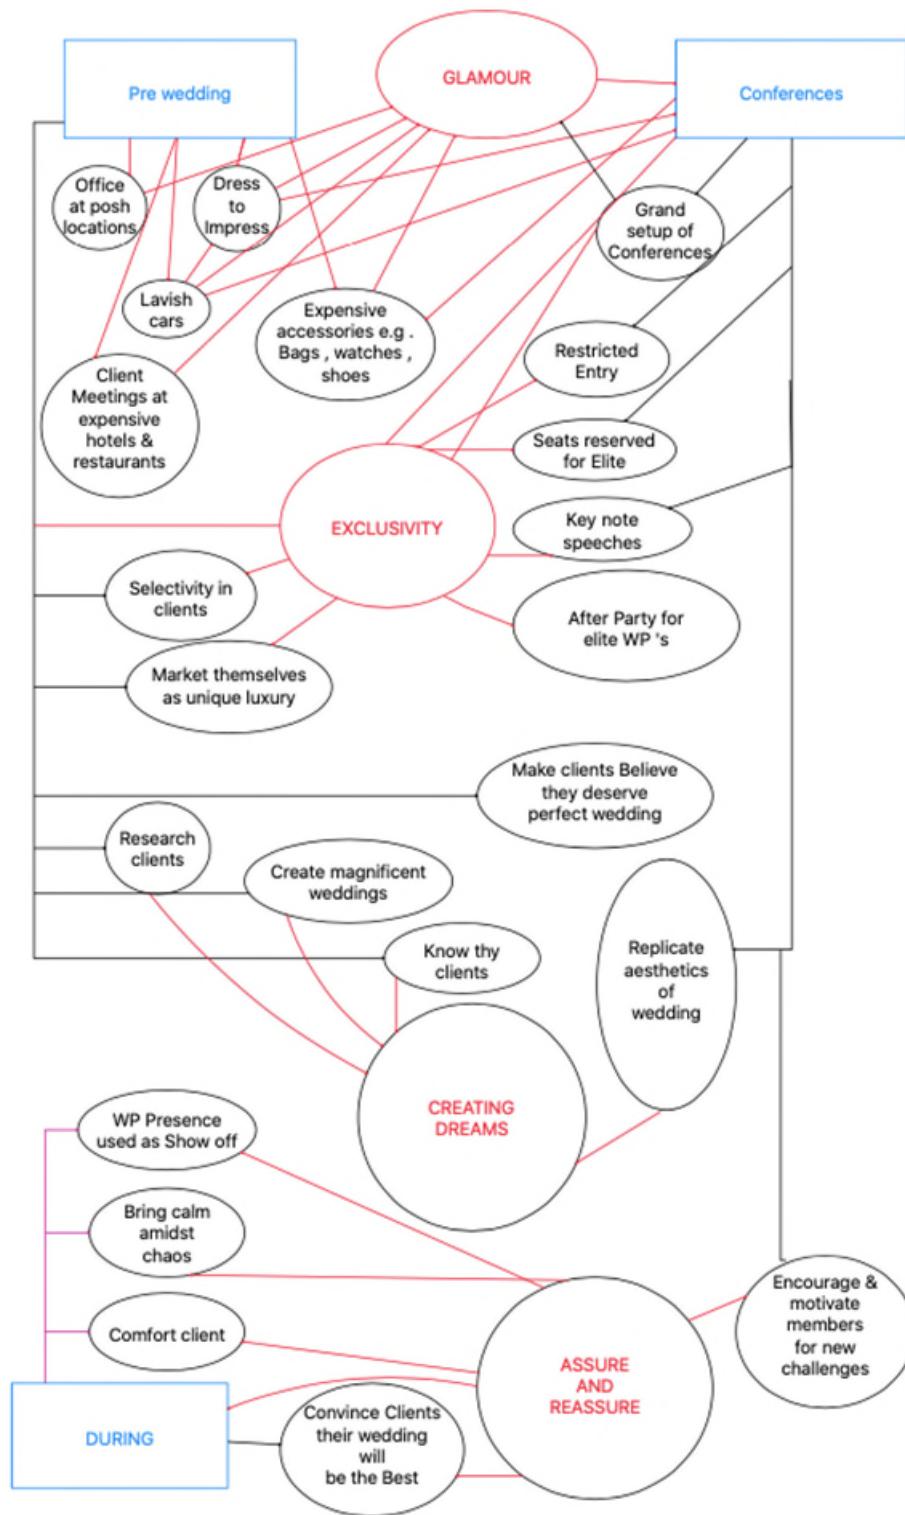 GLAMOUR
Pre wedding
Conferences
Office
at posh
locations
Dress
to
Impress
Grand
setup of
Conferences
Lavish
cars
Expensive
accessories e.g .
Bags , watches ,
shoes
Restricted
Entry
Client
Meetings at
expensive
hotels &
restaurants
Seats reserved
for Elite
EXCLUSIVITY
Key note
speeches
Selectivity in
clients
After Party for
elite WP 's
Market themselves
as unique luxury
Make clients Believe
they deserve
perfect wedding
Research
clients
Create magnificent
weddings
Know thy
clients
Replicate
aesthetics
of
wedding
CREATING
DREAMS
WP Presence
used as Show off
Bring calm
amidst
chaos
Encourage &
motivate
members
for new
challenges
Comfort client
ASSURE
AND
REASSURE
DURING
Convince Clients
their wedding
will
be the Best